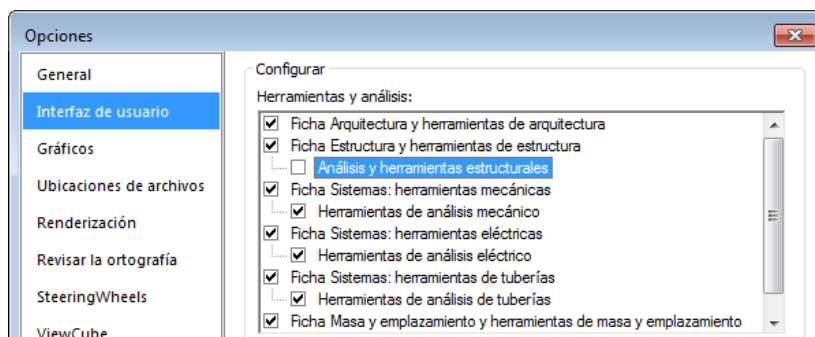 Opciones
General
Interfaz de usuario
Gráficos
Ubicaciones de archivos
Renderización
Revisar la ortografía
SteeringWheels
ViewCube
Configurar
Herramientas y análisis:
Ficha Arquitectura y herramientas de arquitectura
Ficha Estructura y herramientas de estructura
Análisis y herramientas estructurales
Ficha Sistemas: herramientas mecánicas
Herramientas de análisis mecánico
Ficha Sistemas: herramientas eléctricas
Herramientas de análisis eléctrico
Ficha Sistemas: herramientas de tuberías
Herramientas de análisis de tuberías
Ficha Masa y emplazamiento y herramientas de masa y emplazamiento